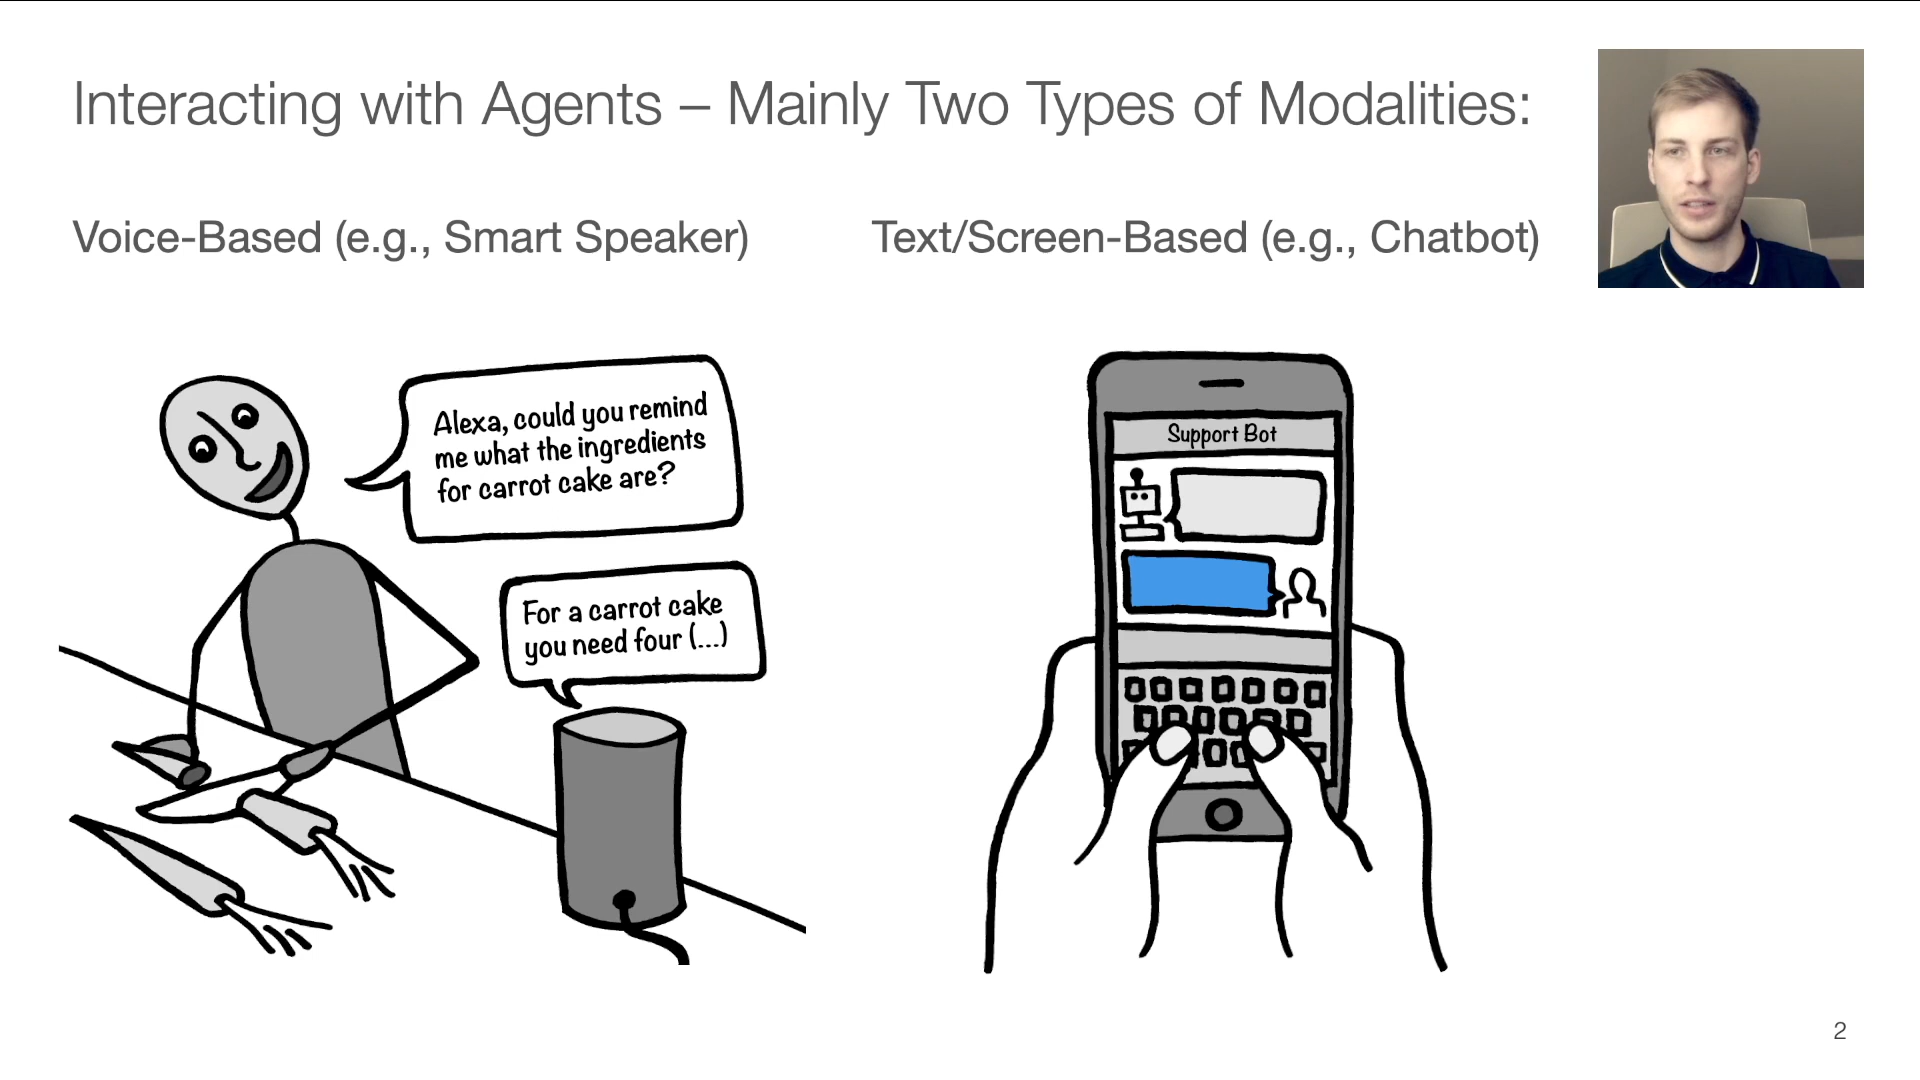 Interacting with Agents – Mainly Two Types of Modalities:
Voice-Based (e.g., Smart Speaker)
Text/Screen-Based (e.g., Chatbot)
Alexa, could you remind
me what the ingredients
for carrot cake are?
For a carrot cake
you need four (...)
Support Bot
2